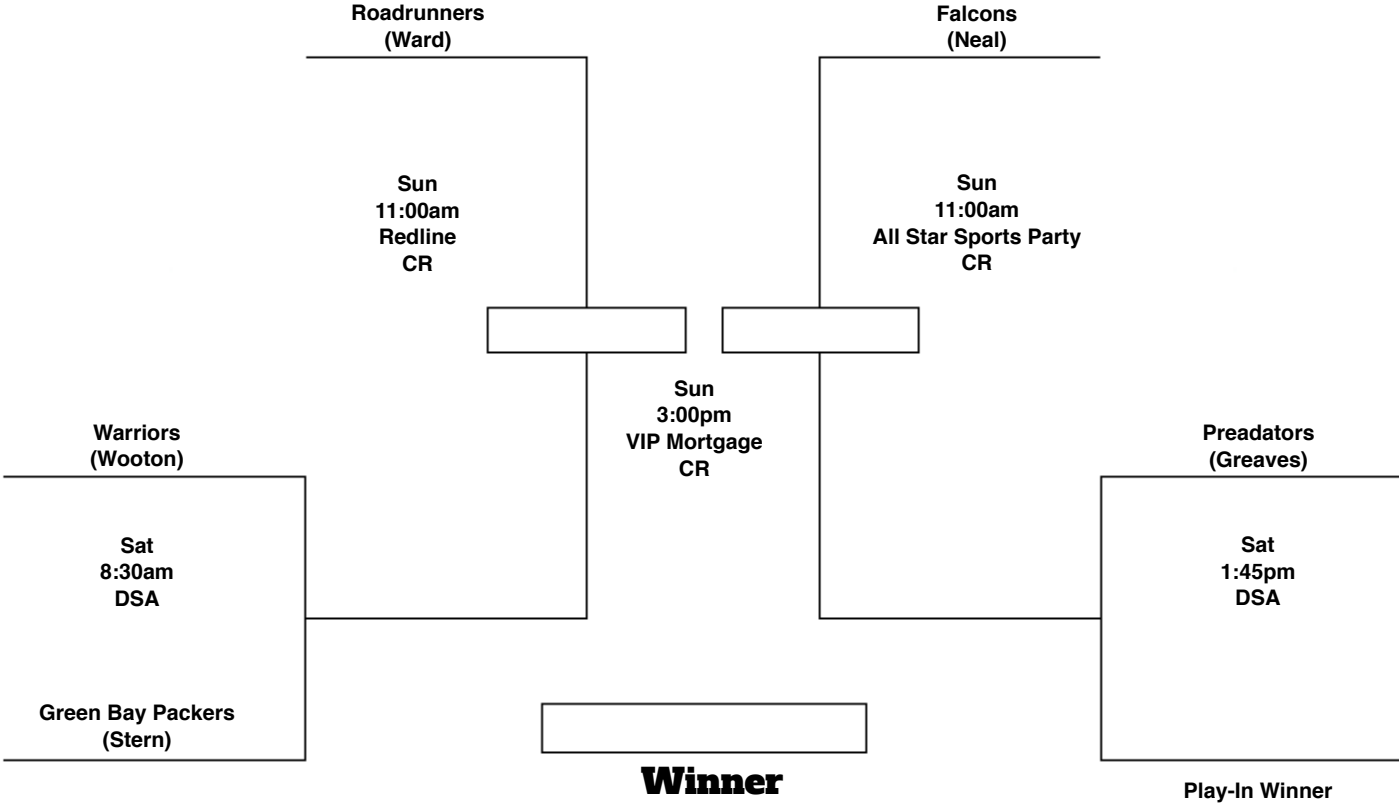 Roadrunners
(Ward)
Falcons
(Neal)
Sun
11:00am
Redline
CR
Sun
11:00am
All Star Sports Party
CR
Sun
3:00pm
VIP Mortgage
CR
Warriors
(Wooton)
Preadators
(Greaves)
Sat
8:30am
DSA
Sat
1:45pm
DSA
Green Bay Packers
(Stern)
Winner
Play-In Winner